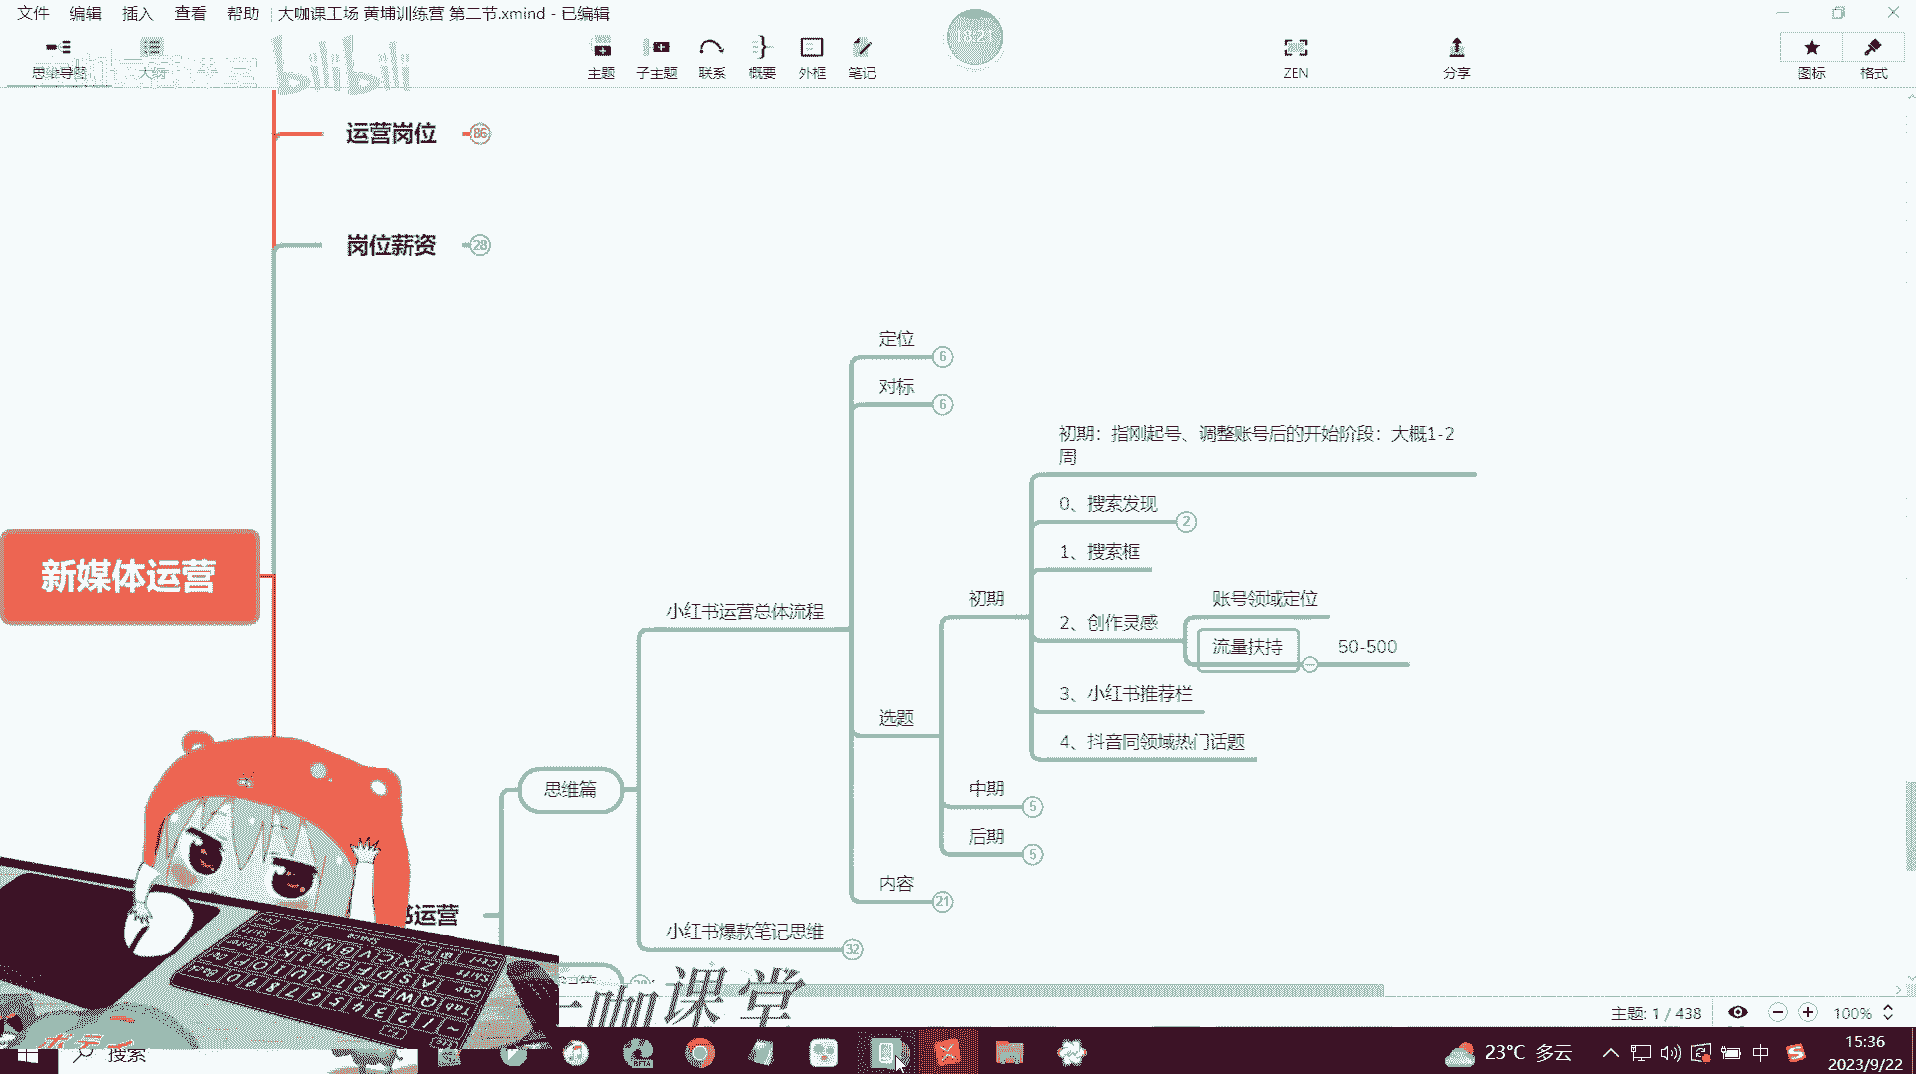 文件 编辑 插入 查看 帮助 大咖课工场 黄埔训练营 第二节.xmind - 已编辑
18:21
思维导图 大纲 主题 子主题 联系 概要 外框 笔记 ZEN 分享 图标 格式
bilibili
运营岗位 86
岗位薪资 28
定位 6
对标 6
初期：指刚起号、调整账号后的开始阶段：大概1-2
周
0、搜索发现 2
1、搜索框
初期
账号领域定位
新媒体运营
小红书运营总体流程
2、创作灵感
流量扶持 50-500
3、小红书推荐栏
选题
4、抖音同领域热门话题
思维篇
中期 5
后期 5
内容 21
书运营
小红书爆款笔记思维 32
咖课堂
主题: 1 / 438 100%
搜索
BETA
23°C 多云 中 15:36
2023/9/22